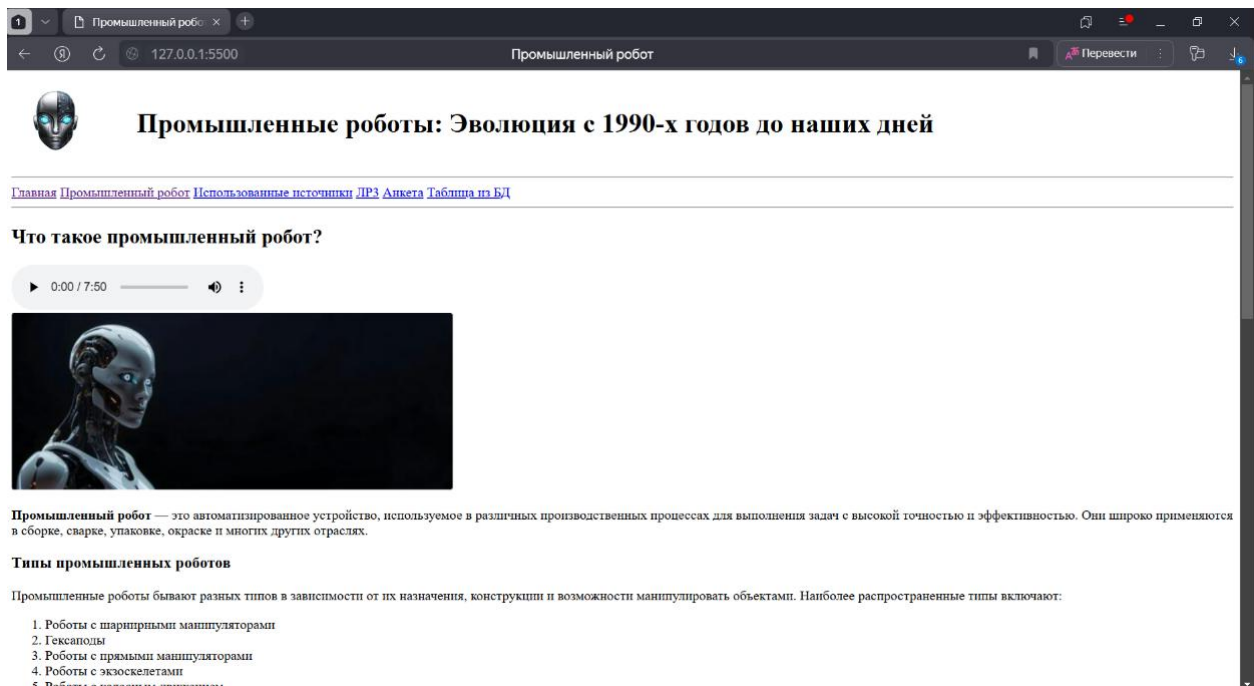 1
Промышленный робо
127.0.0.1:5500
Промышленный робот
Перевести
6
Промышленные роботы: Эволюция с 1990-х годов до наших дней
Главная Промышленный робот Использованные источники ЛР3 Анкета Таблица из БД
Что такое промышленный робот?
0:00 / 7:50
Промышленный робот — это автоматизированное устройство, используемое в различных производственных процессах для выполнения задач с высокой точностью и эффективностью. Они широко применяются
в сборке, сварке, упаковке, окраске и многих других отраслях.
Типы промышленных роботов
Промышленные роботы бывают разных типов в зависимости от их назначения, конструкции и возможности манипулировать объектами. Наиболее распространенные типы включают:
1. Роботы с шарнирными манипуляторами
2. Гексаподы
3. Роботы с прямыми манипуляторами
4. Роботы с экзоскелетами